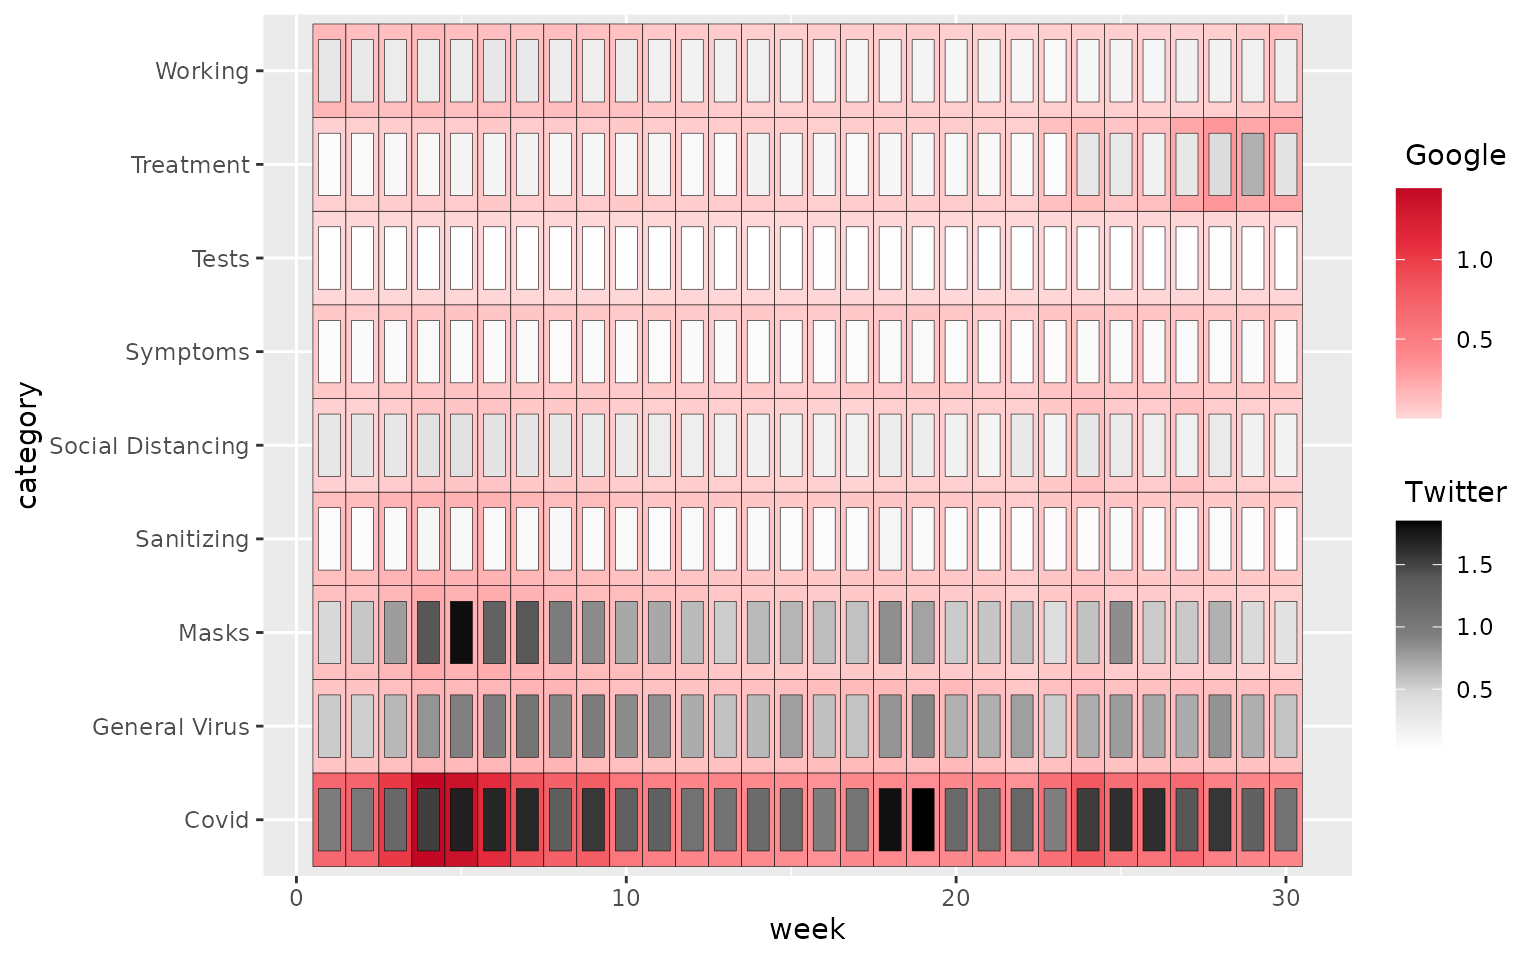 Working
Treatment
Tests
Symptoms
Social Distancing
Sanitizing
Masks
General Virus
Covid
category
0
10
20
30
week
Google
1.0
0.5
Twitter
1.5
1.0
0.5